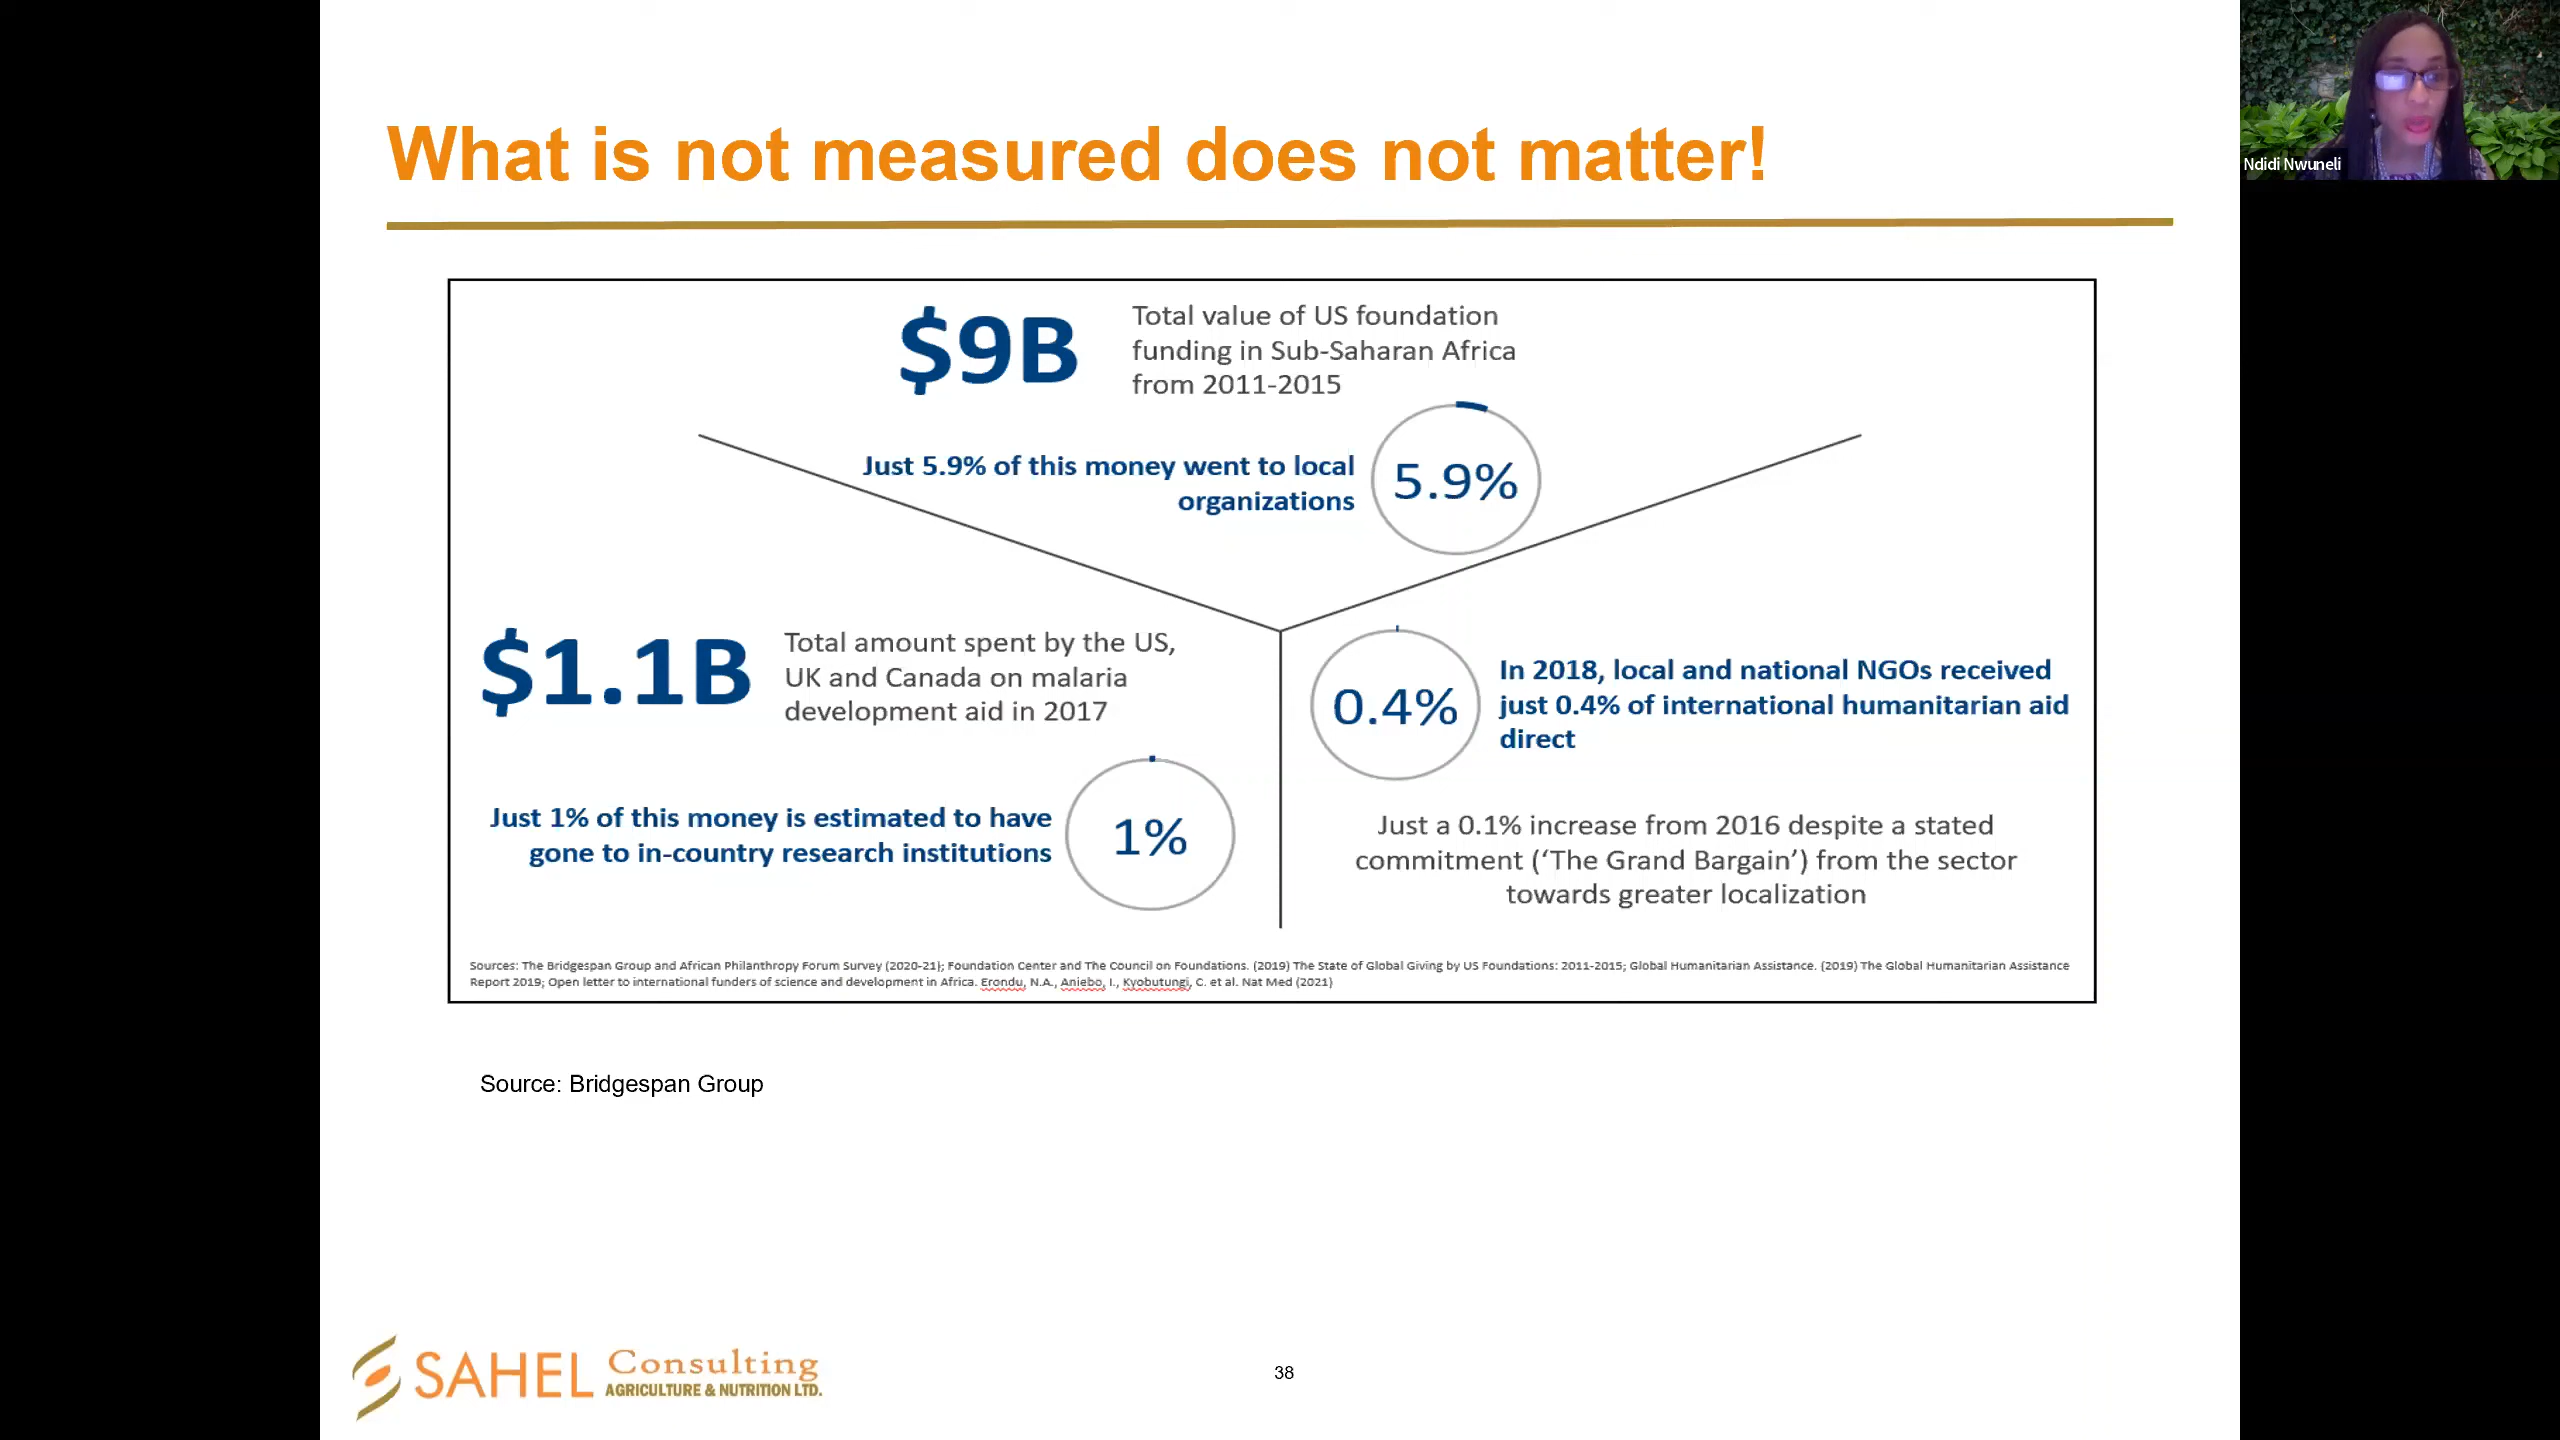 What is not measured does not matter!
Ndidi Nwuneli
$9B
Total value of US foundation
funding in Sub-Saharan Africa
from 2011-2015
Just 5.9% of this money went to local
organizations
5.9%
$1.1B
Total amount spent by the US,
UK and Canada on malaria
development aid in 2017
Just 1% of this money is estimated to have
gone to in-country research institutions
1%
0.4%
In 2018, local and national NGOs received
just 0.4% of international humanitarian aid
direct
Just a 0.1% increase from 2016 despite a stated
commitment (‘The Grand Bargain’) from the sector
towards greater localization
Sources: The Bridgespan Group and African Philanthropy Forum Survey (2020-21); Foundation Center and The Council on Foundations. (2019) The State of Global Giving by US Foundations: 2011-2015; Global Humanitarian Assistance. (2019) The Global Humanitarian Assistance
Report 2019; Open letter to international funders of science and development in Africa. Erondu, N.A., Aniebo, I., Kyobutungi, C. et al. Nat Med (2021)
Source: Bridgespan Group
SAHEL Consulting
AGRICULTURE & NUTRITION LTD.
38